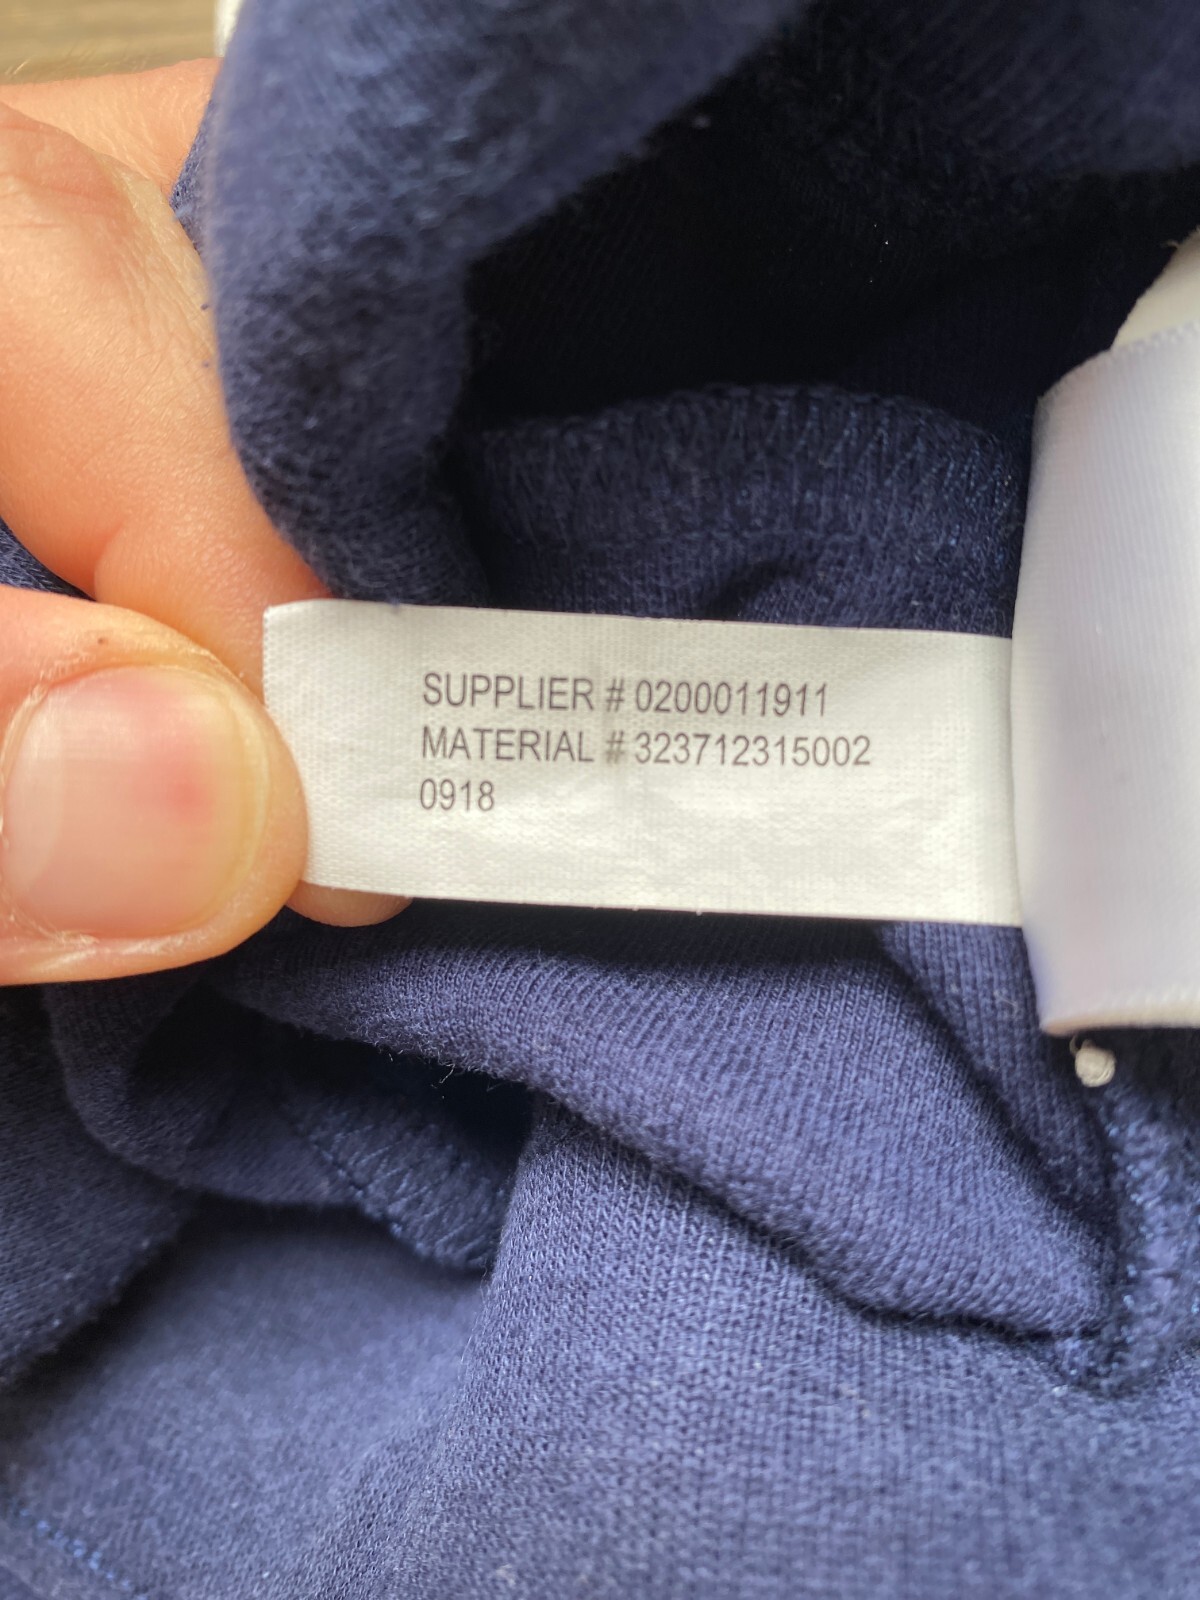 SUPPLIER # 0200011911
MATERIAL # 323712315002
0918